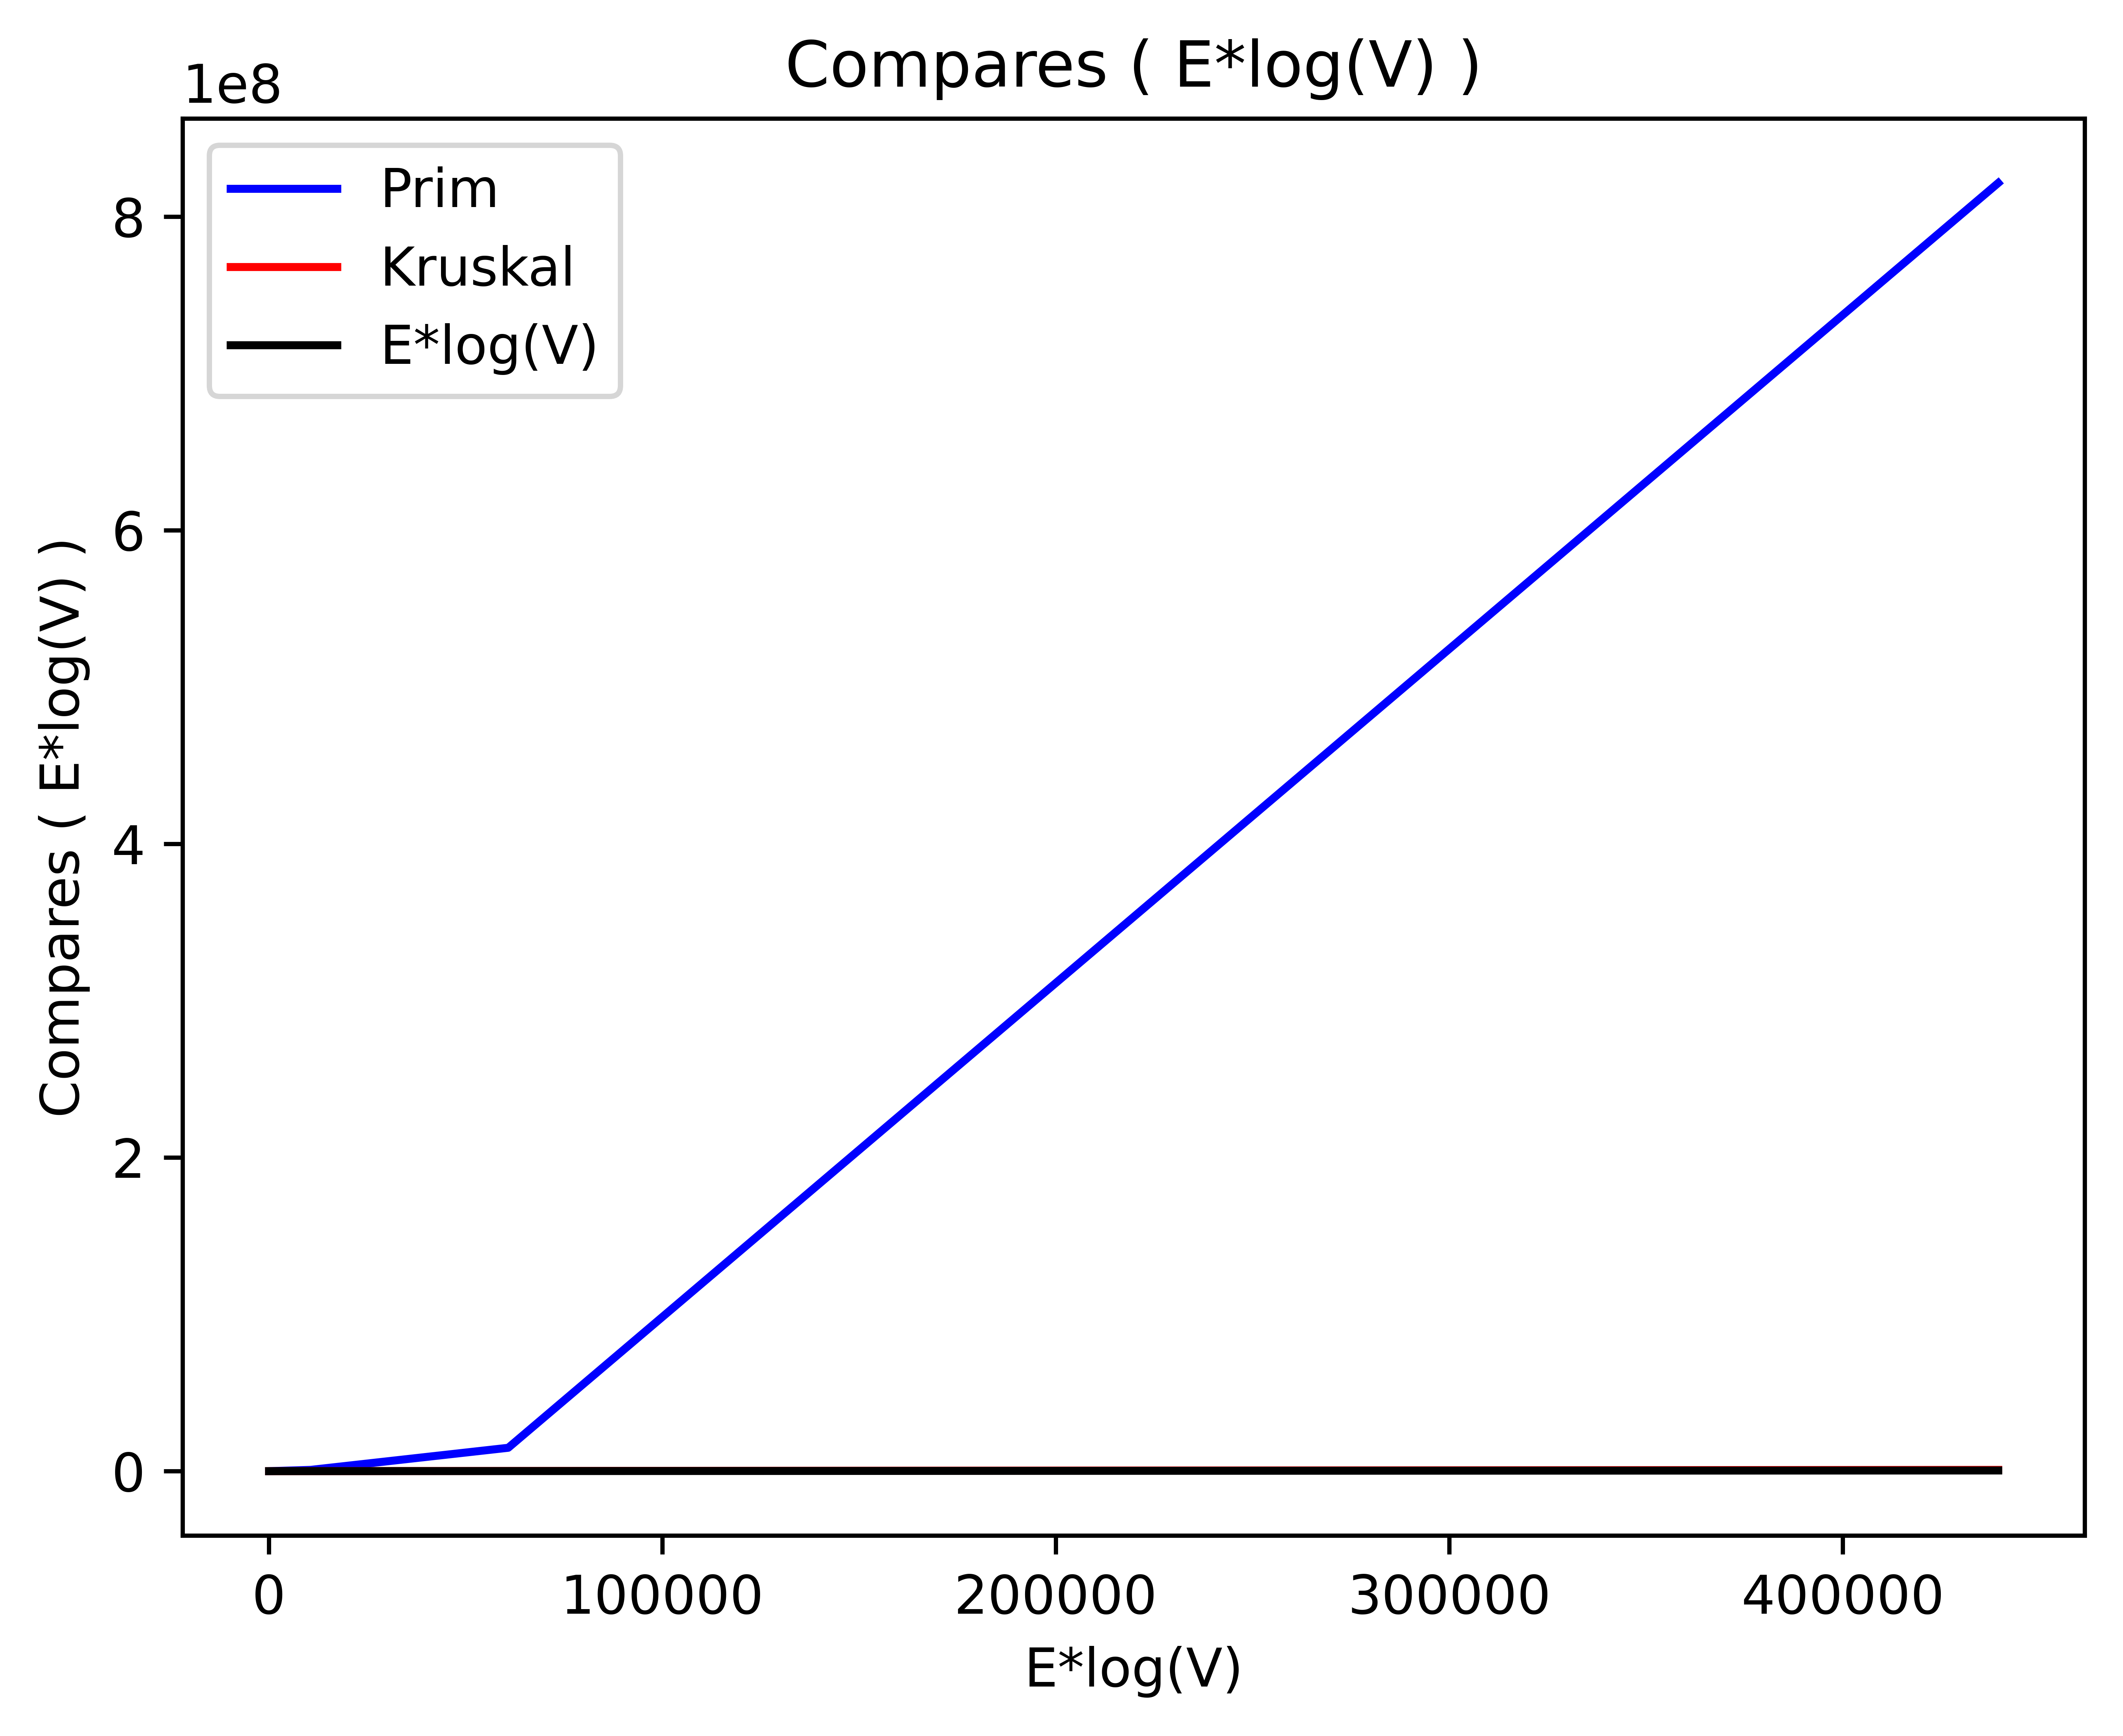 Compares ( E*log(V) )
1e8
Prim
Kruskal
E*log(V)
8
6
4
2
0
Compares ( E*log(V) )
0 100000 200000 300000 400000
E*log(V)